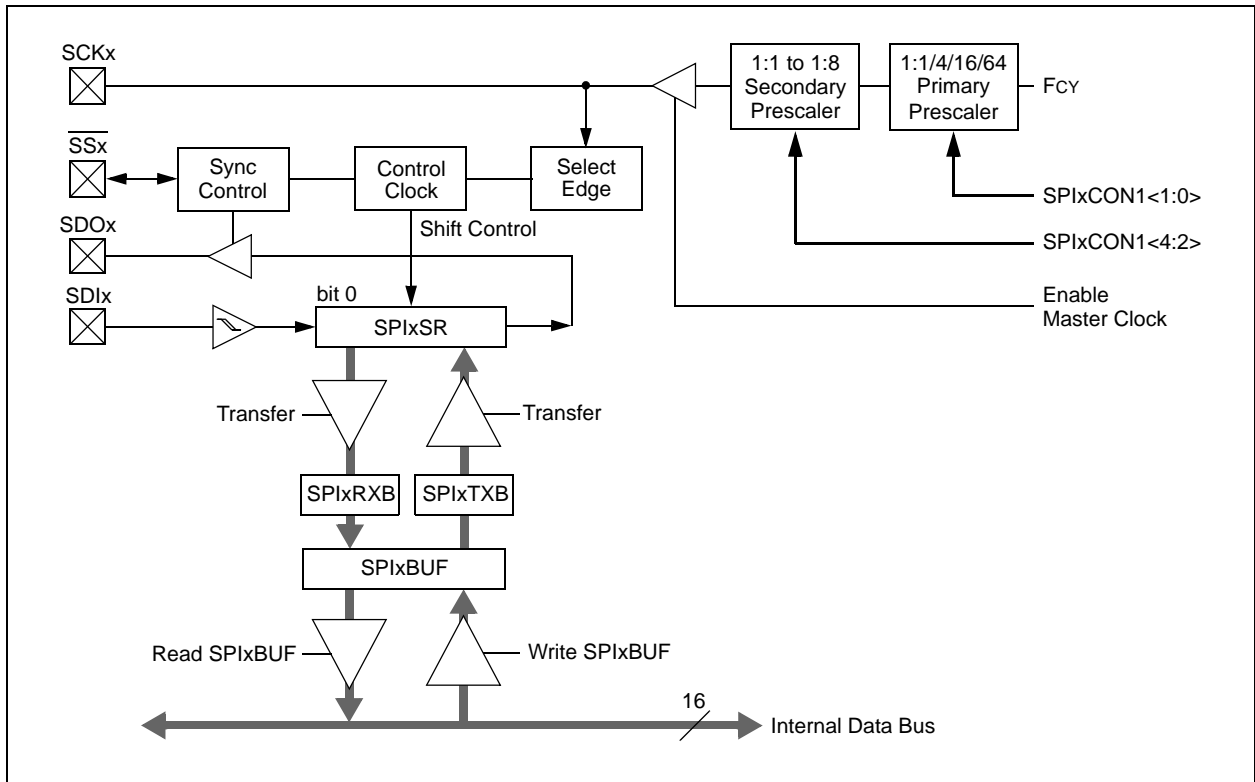 SCKx
1:1 to 1:8
Secondary
Prescaler
1:1/4/16/64
Primary
Prescaler
FCY
SSx
Sync
Control
Control
Clock
Select
Edge
SPIxCON1<1:0>
Shift Control
SDOx
SPIxCON1<4:2>
SDIx
bit 0
Enable
Master Clock
SPIxSR
Transfer
Transfer
SPIxRXB
SPIxTXB
SPIxBUF
Read SPIxBUF
Write SPIxBUF
16
Internal Data Bus